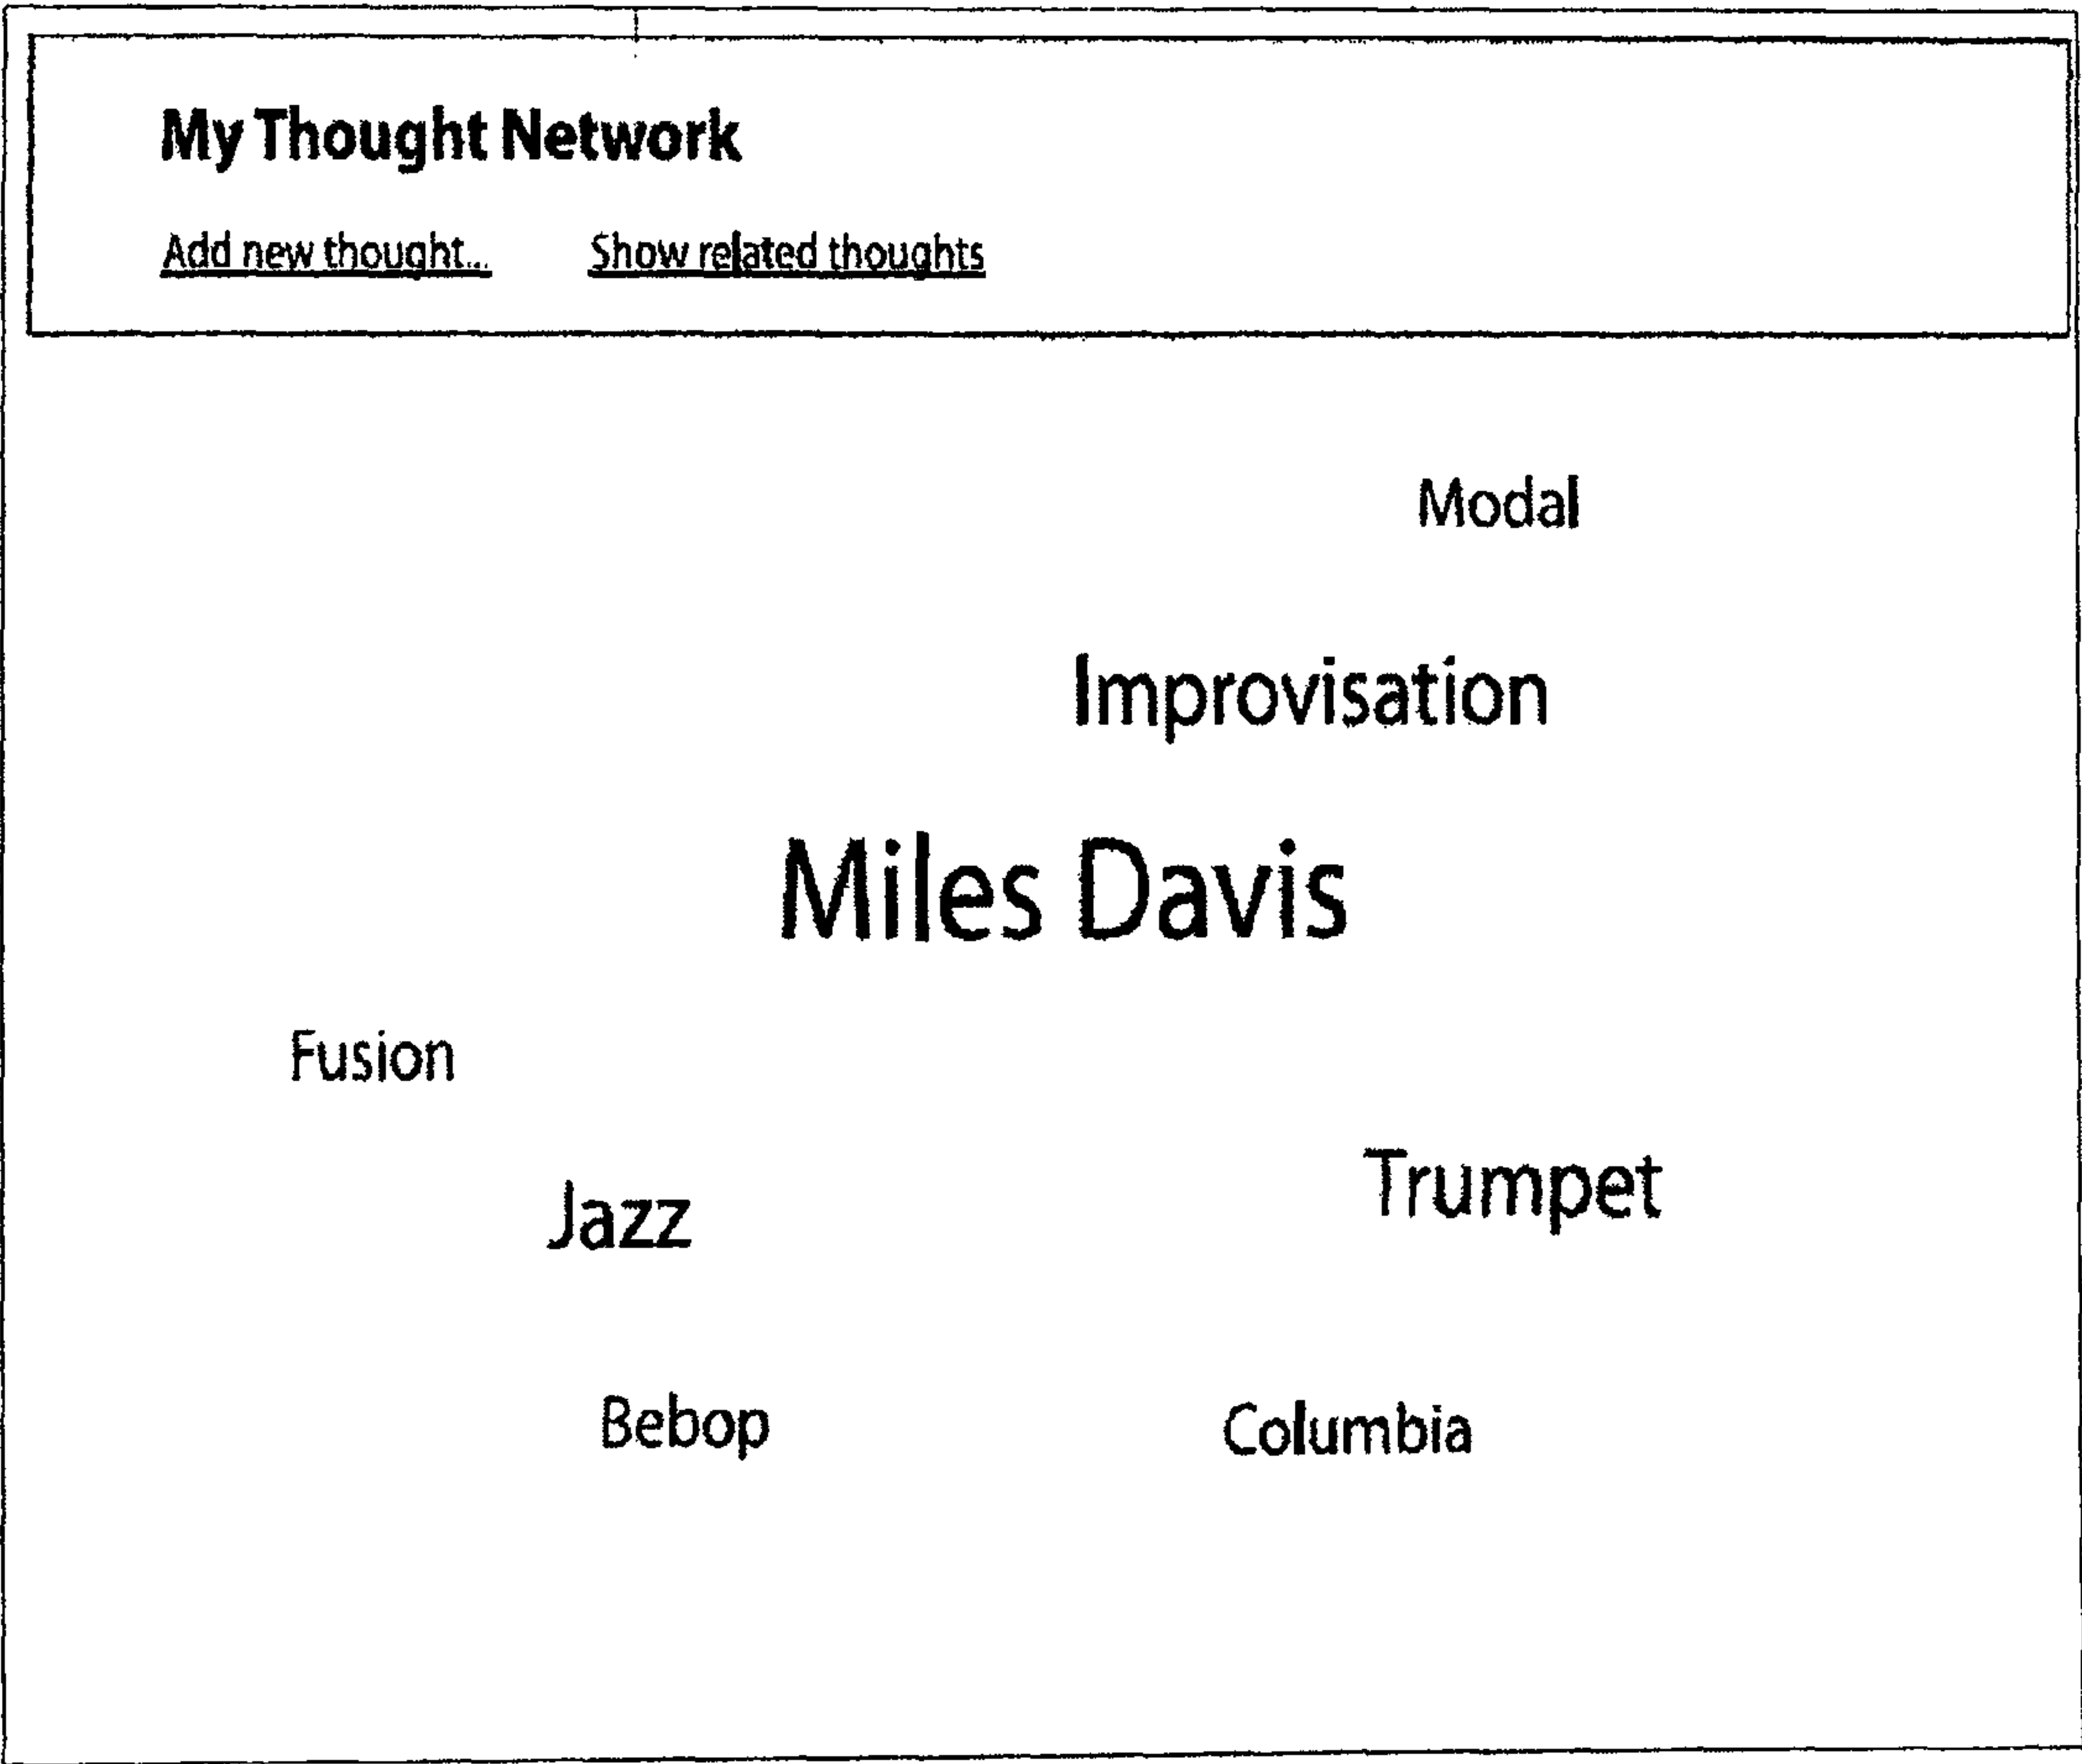 My Thought Network
Add new thought... Show related thoughts
Modal
Improvisation
Miles Davis
Fusion
Trumpet
Jazz
Bebop Columbia